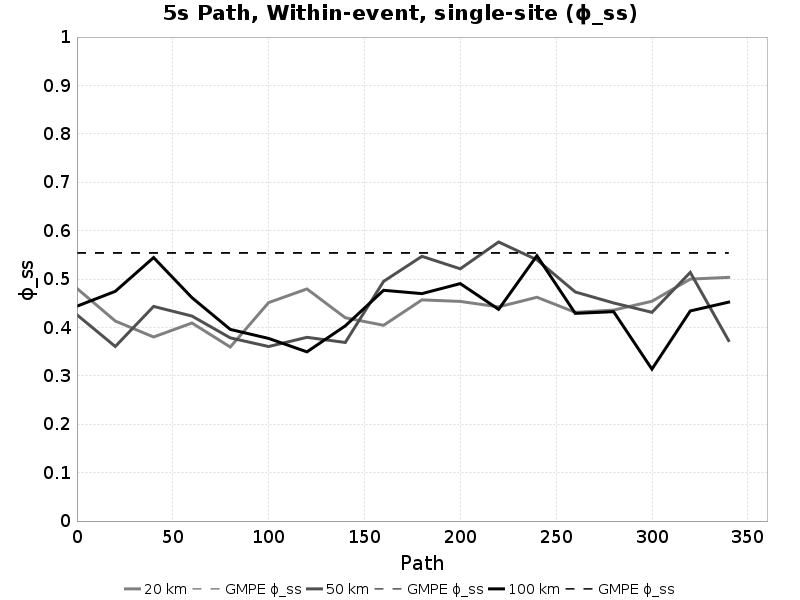 5s Path, Within-event, single-site (ϕ_ss)
1
0.9
0.8
0.7
0.6
0.5
0.4
0.3
0.2
0.1
0
ϕ_ss
0 50 100 150 200 250 300 350
Path
20 km GMPE ϕ_ss 50 km GMPE ϕ_ss 100 km GMPE ϕ_ss